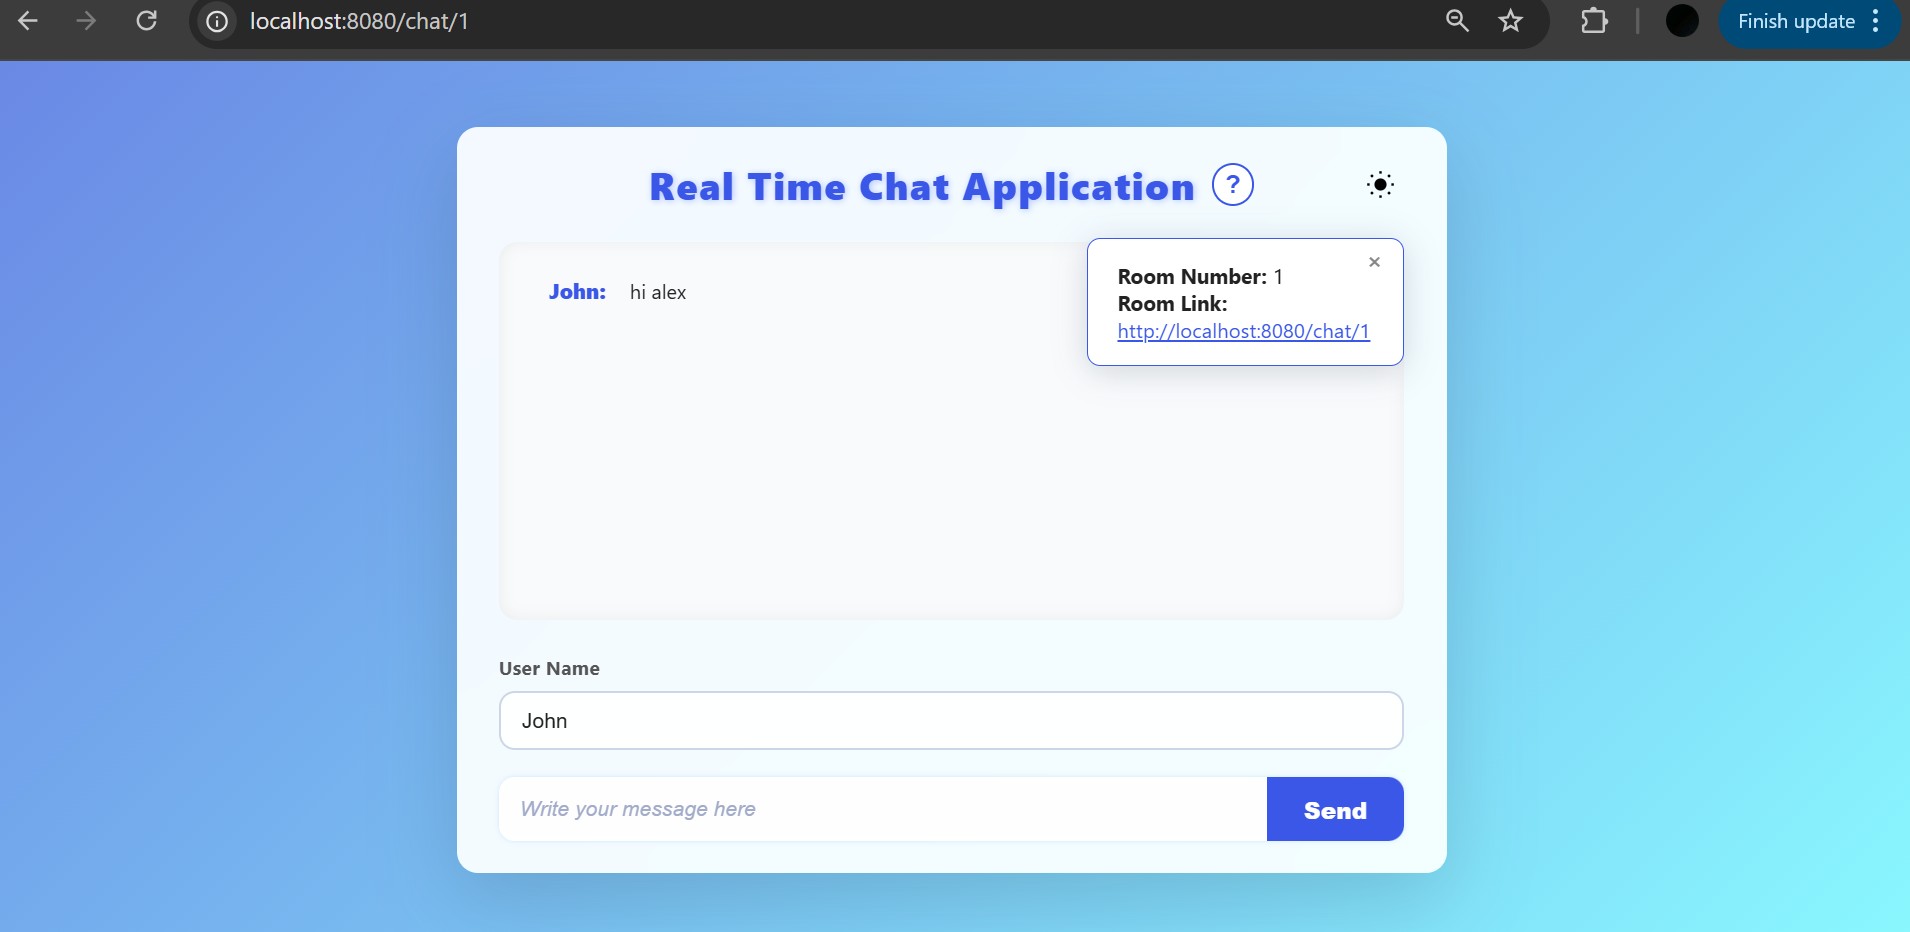 localhost:8080/chat/1
Finish update
Real Time Chat Application ?
John: hi alex
×
Room Number: 1
Room Link:
http://localhost:8080/chat/1
User Name
John
Write your message here
Send